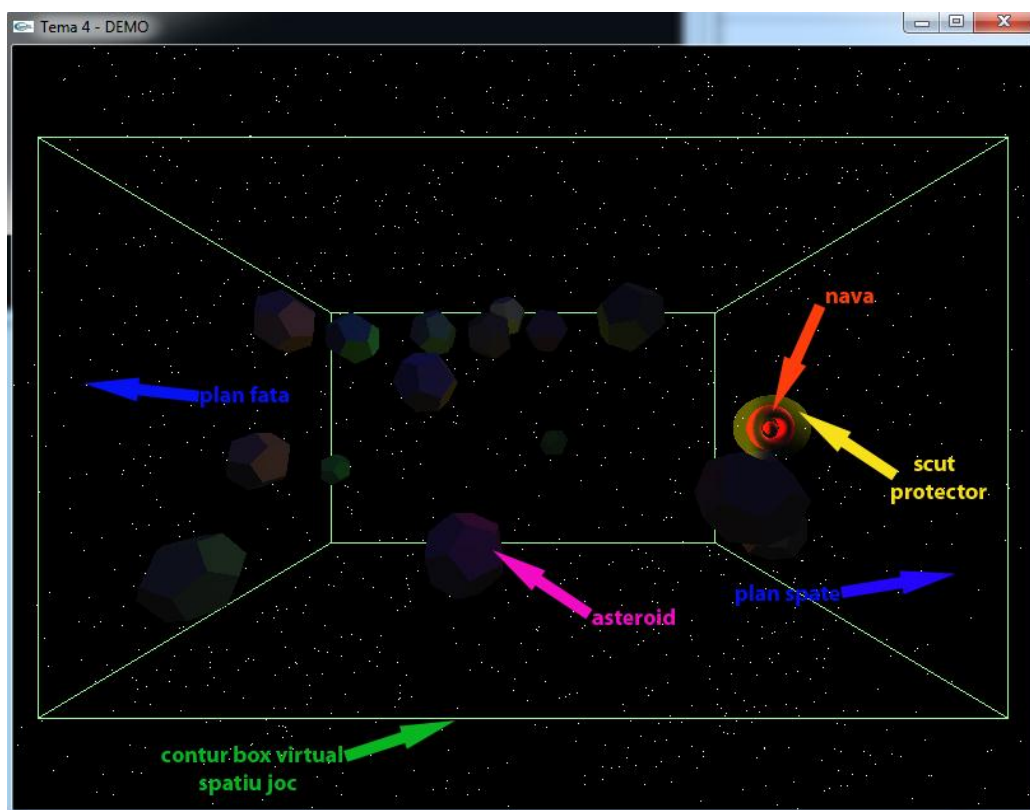 Tema 4 - DEMO
nava
plan fata
scut
protector
plan spate
asteroid
contur box virtual
spatiu joc